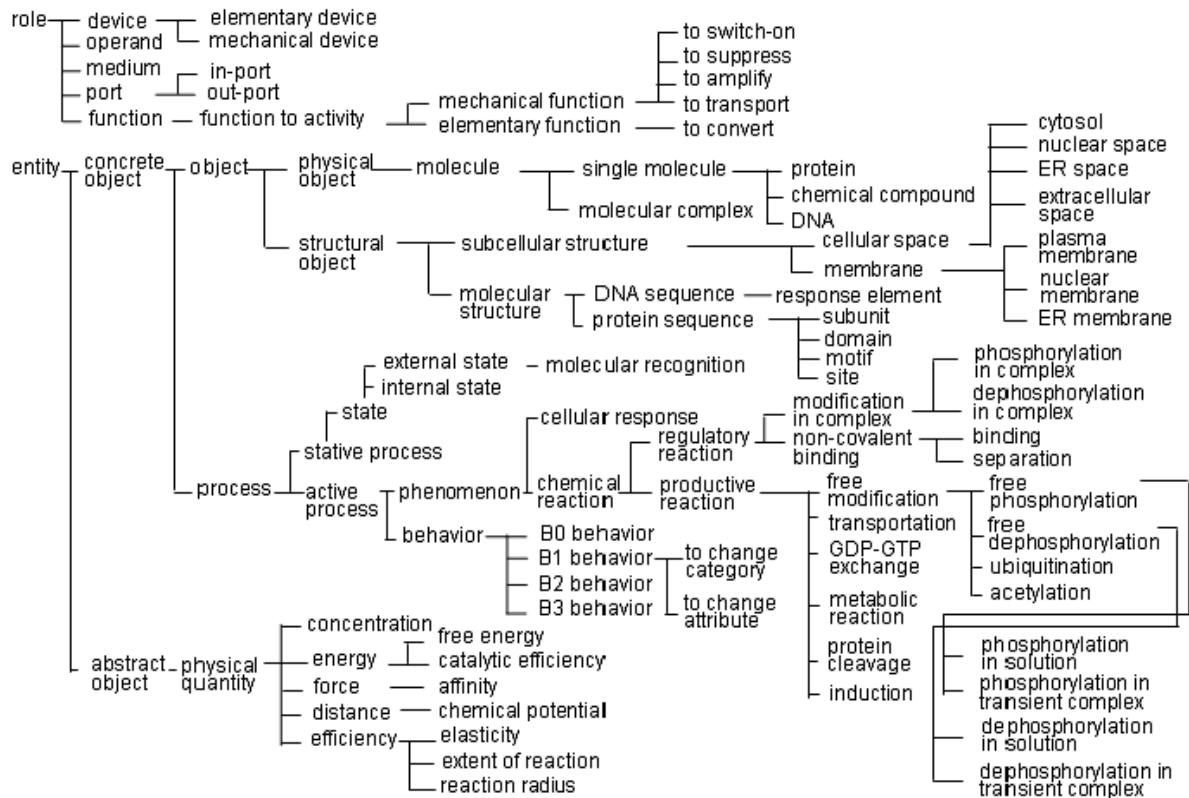 role
device
elementary device
mechanical device
operand
medium
port
in-port
out-port
function
function to activity
mechanical function
elementary function
to switch-on
to suppress
to amplify
to transport
to convert
entity
concrete
object
object
physical
object
molecule
single molecule
protein
chemical compound
DNA
molecular complex
structural
object
subcellular structure
cellular space
cytosol
nuclear space
ER space
extracellular
space
membrane
plasma
membrane
nuclear
membrane
ER membrane
molecular
structure
DNA sequence
response element
protein sequence
subunit
domain
motif
site
process
stative process
state
external state
molecular recognition
internal state
active
process
phenomenon
cellular response
chemical
reaction
regulatory
reaction
modification
in complex
phosphorylation
in complex
dephosphorylation
in complex
non-covalent
binding
binding
separation
productive
reaction
free
modification
free
phosphorylation
free
dephosphorylation
ubiquitination
acetylation
transportation
GDP-GTP
exchange
metabolic
reaction
protein
cleavage
induction
phosphorylation
in solution
phosphorylation in
transient complex
dephosphorylation
in solution
dephosphorylation in
transient complex
behavior
B0 behavior
B1 behavior
to change
category
to change
attribute
B2 behavior
B3 behavior
abstract
object
physical
quantity
concentration
energy
free energy
catalytic efficiency
force
affinity
distance
chemical potential
efficiency
elasticity
extent of reaction
reaction radius